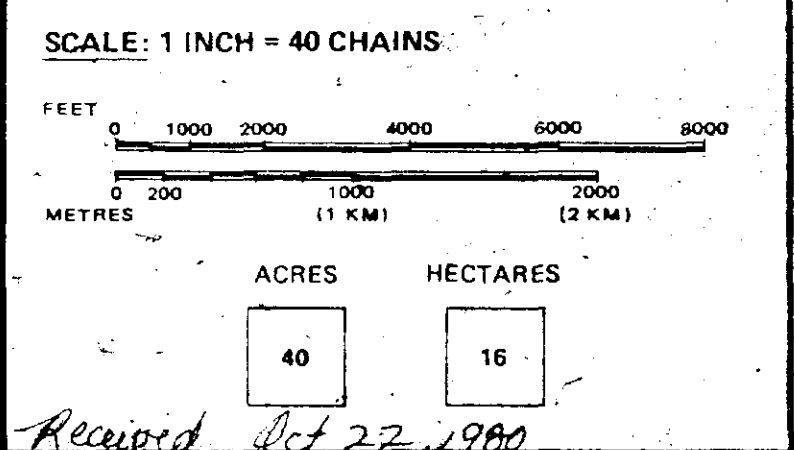 SCALE: 1 INCH = 40 CHAINS
FEET
0 1000 2000 4000 6000 8000
0 200 1000 2000
METRES (1 KM) (2 KM)
ACRES HECTARES
40 16
Received Oct 22, 1980